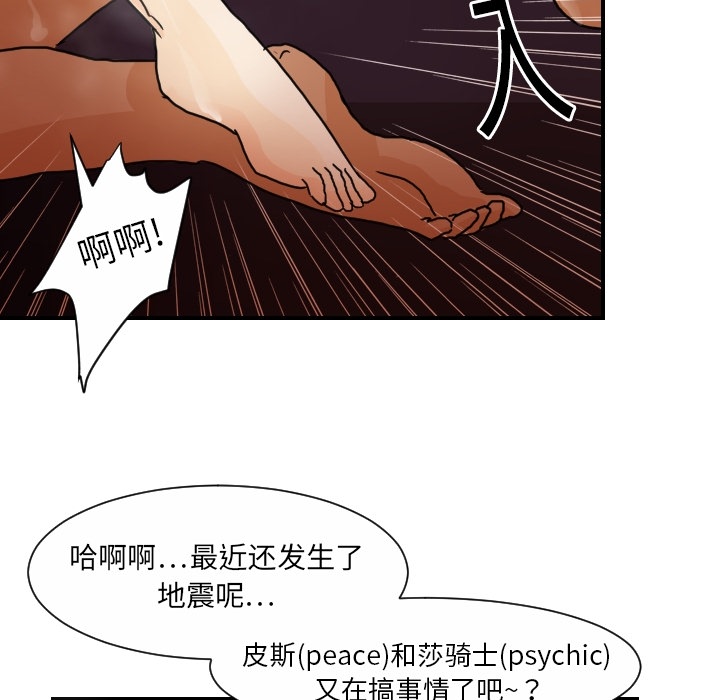 入
啊啊!
哈啊啊...最近还发生了
地震呢...
皮斯(peace)和莎骑士(psychic)
又在搞事情了吧~?